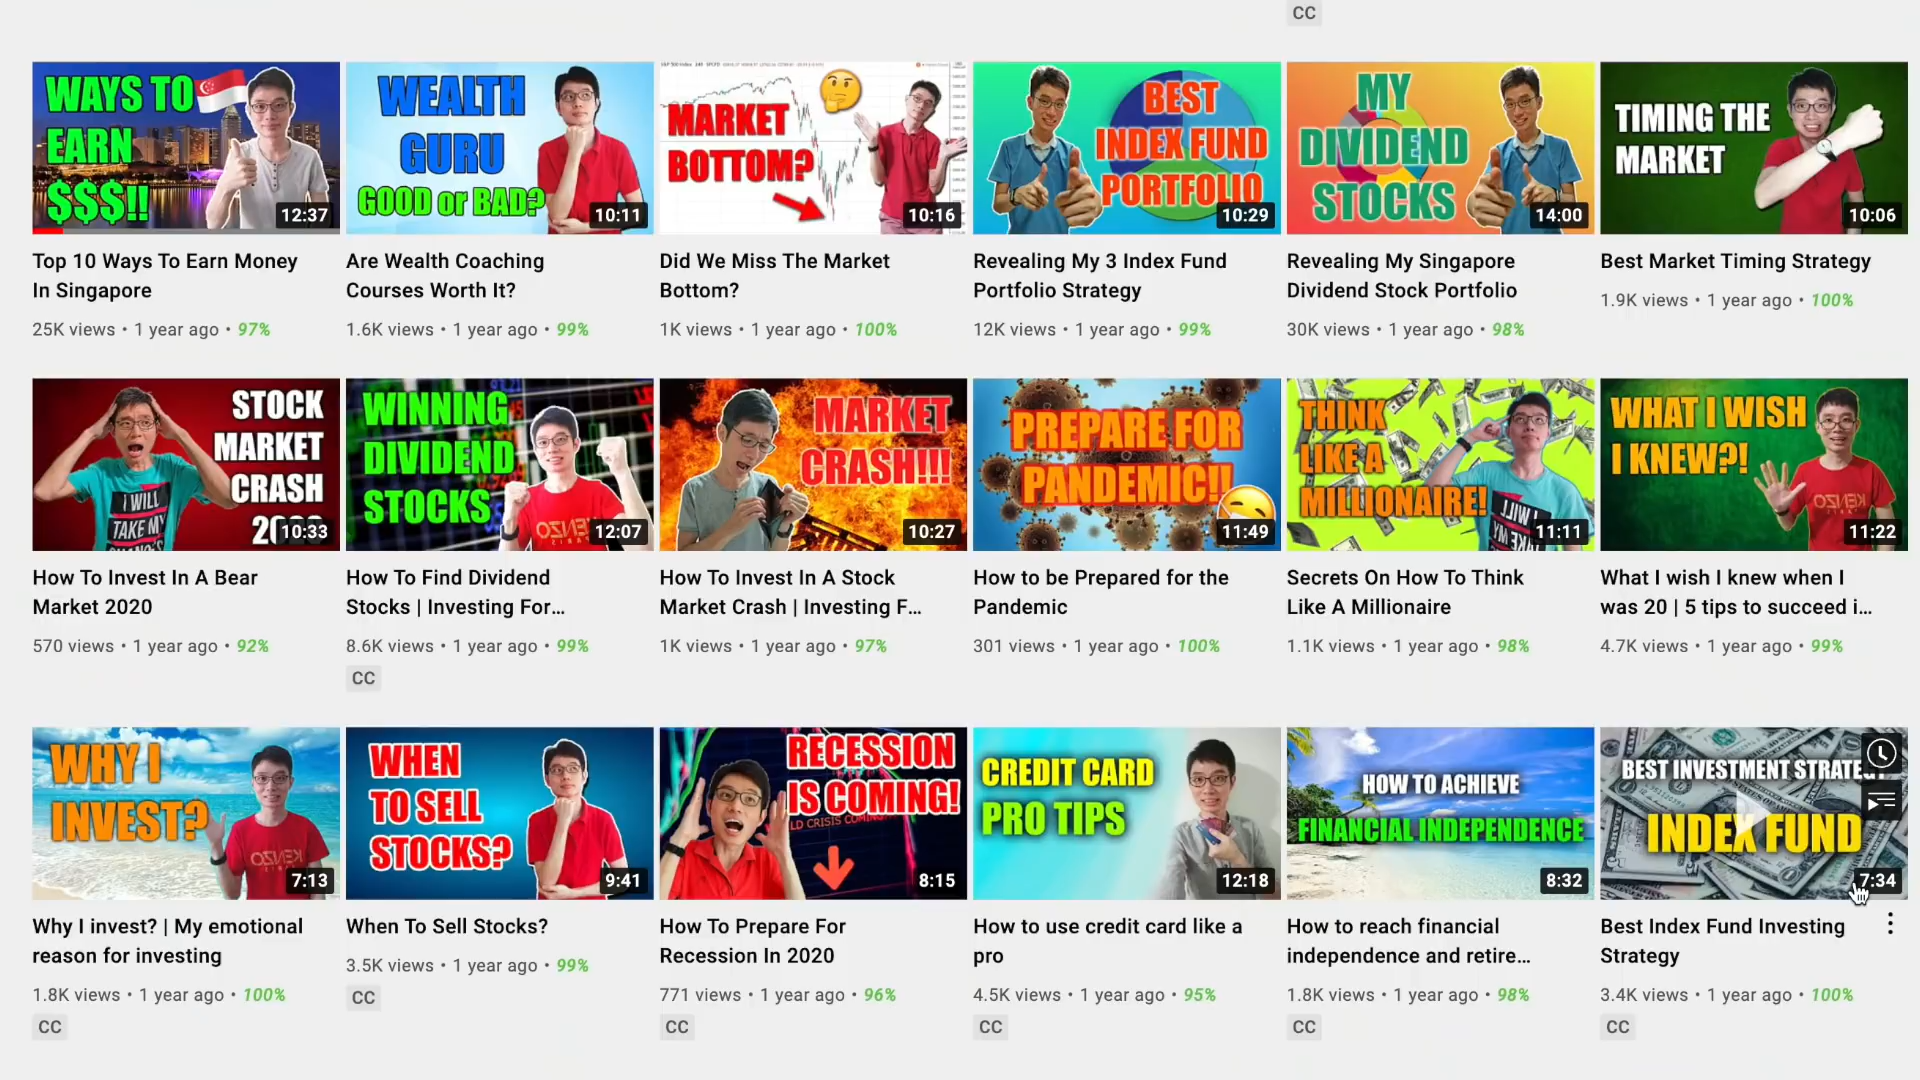 CC
WAYS TO
EARN
$$$!!
12:37
WEALTH
GURU
GOOD or BAD?
10:11
MARKET
BOTTOM?
10:16
BEST
INDEX FUND
PORTFOLIO
10:29
MY
DIVIDEND
STOCKS
14:00
TIMING THE
MARKET
10:06
Top 10 Ways To Earn Money
In Singapore
25K views • 1 year ago • 97%
Are Wealth Coaching
Courses Worth It?
1.6K views • 1 year ago • 99%
Did We Miss The Market
Bottom?
1K views • 1 year ago • 100%
Revealing My 3 Index Fund
Portfolio Strategy
12K views • 1 year ago • 99%
Revealing My Singapore
Dividend Stock Portfolio
30K views • 1 year ago • 98%
Best Market Timing Strategy
1.9K views • 1 year ago • 100%
STOCK
MARKET
CRASH
I WILL
TAKE MY
10:33
WINNING
DIVIDEND
STOCKS
12:07
MARKET
CRASH!!!
10:27
PREPARE FOR
PANDEMIC!!
11:49
THINK
LIKE A
MILLIONAIRE!
11:11
WHAT I WISH
I KNEW?!
11:22
How To Invest In A Bear
Market 2020
570 views • 1 year ago • 92%
How To Find Dividend
Stocks | Investing For...
8.6K views • 1 year ago • 99%
CC
How To Invest In A Stock
Market Crash | Investing F...
1K views • 1 year ago • 97%
How to be Prepared for the
Pandemic
301 views • 1 year ago • 100%
Secrets On How To Think
Like A Millionaire
1.1K views • 1 year ago • 98%
What I wish I knew when I
was 20 | 5 tips to succeed i...
4.7K views • 1 year ago • 99%
WHY I
INVEST?
7:13
WHEN
TO SELL
STOCKS?
9:41
RECESSION
IS COMING!
LD CRISIS COMING
8:15
CREDIT CARD
PRO TIPS
12:18
HOW TO ACHIEVE
FINANCIAL INDEPENDENCE
8:32
BEST INVESTMENT
INDEX FUND
7:34
Why I invest? | My emotional
reason for investing
1.8K views • 1 year ago • 100%
CC
When To Sell Stocks?
3.5K views • 1 year ago • 99%
CC
How To Prepare For
Recession In 2020
771 views • 1 year ago • 96%
CC
How to use credit card like a
pro
4.5K views • 1 year ago • 95%
CC
How to reach financial
independence and retire...
1.8K views • 1 year ago • 98%
CC
Best Index Fund Investing
Strategy
3.4K views • 1 year ago • 100%
CC